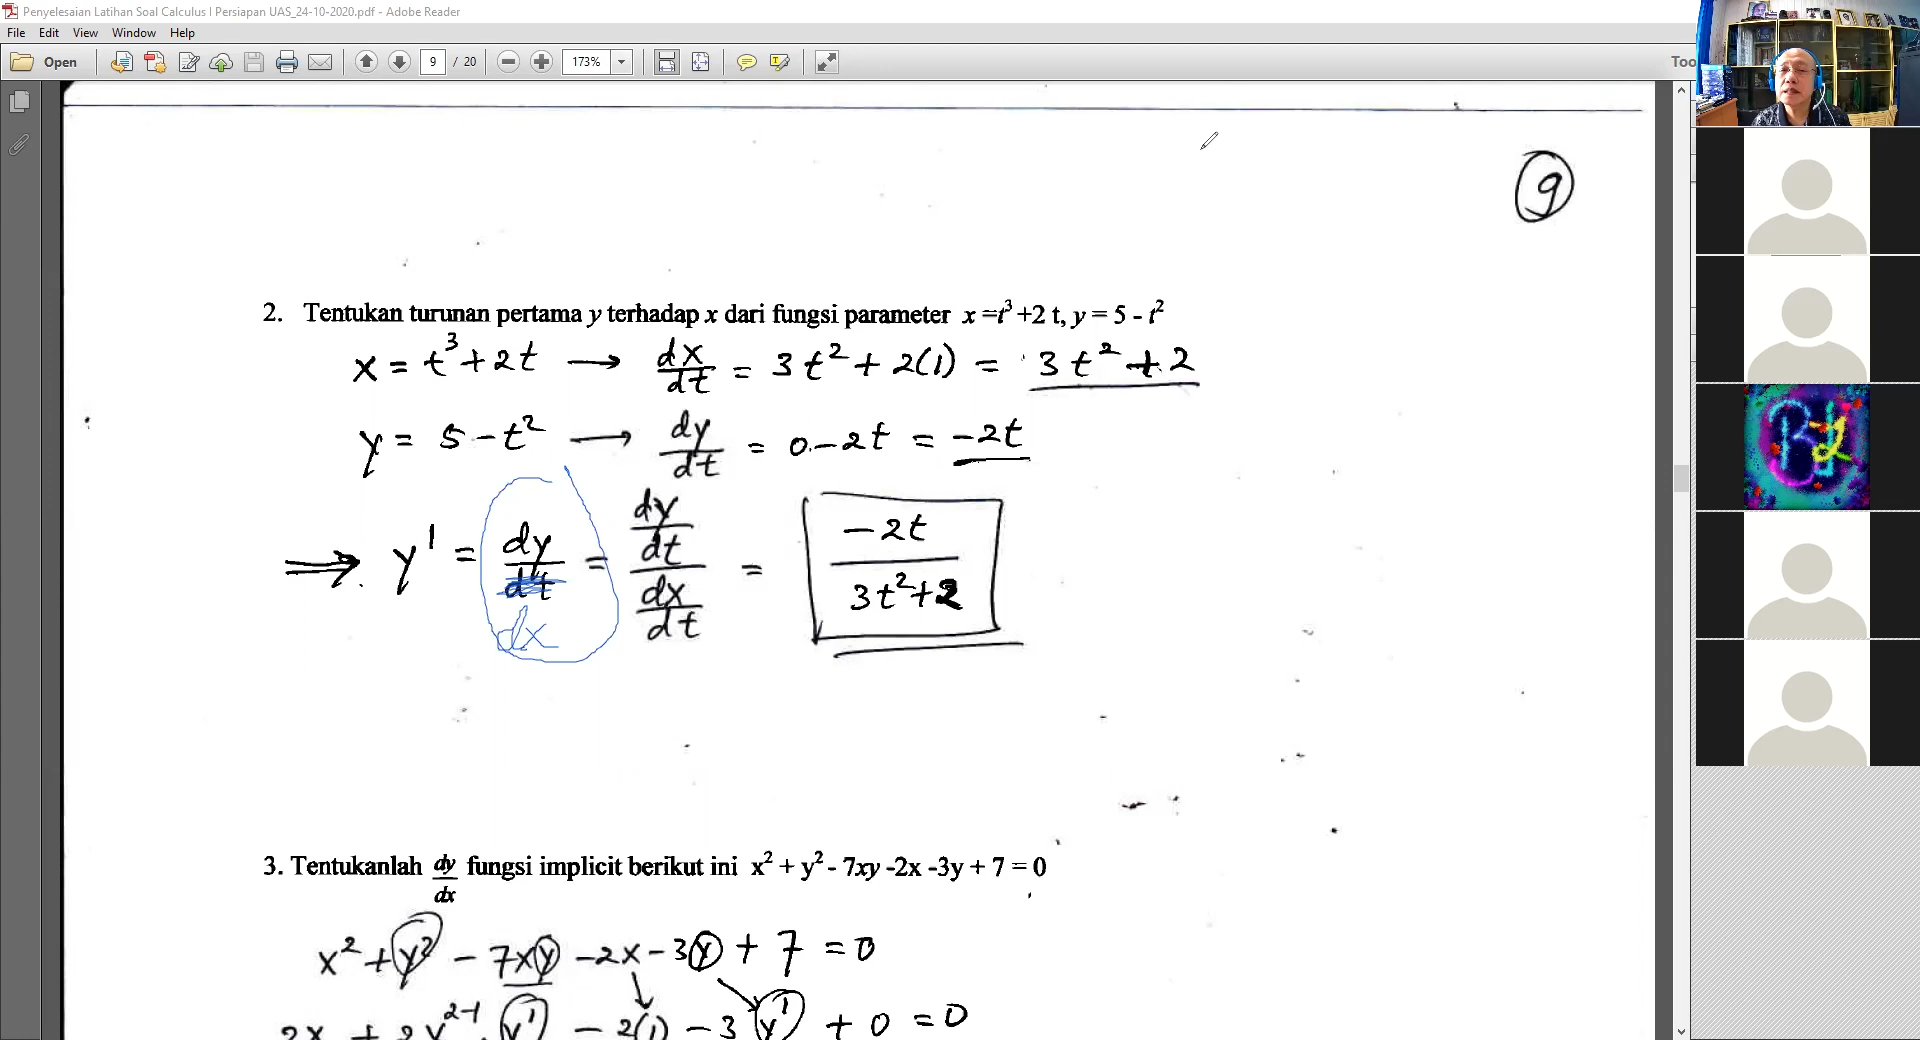 Penyelesaian Latihan Soal Calculus I Persiapan UAS_24-10-2020.pdf - Adobe Reader
File Edit View Window Help
Open 9 / 20 173% Too
9
2. Tentukan turunan pertama y terhadap x dari fungsi parameter x =t³ +2 t, y = 5 - t²
x = t³ + 2t → dx/dt = 3t² + 2(1) = 3t² + 2
y = 5 - t² → dy/dt = 0 - 2t = -2t
⇒ y' = dy/dx = (dy/dt)/(dx/dt) = -2t/(3t² + 2)
3. Tentukanlah dy/dx fungsi implicit berikut ini x² + y² - 7xy -2x -3y + 7 = 0
x² + y² - 7xy - 2x - 3y + 7 = 0
2x + 2y²⁻¹ . y' - 2(1) - 3 y' + 0 = 0